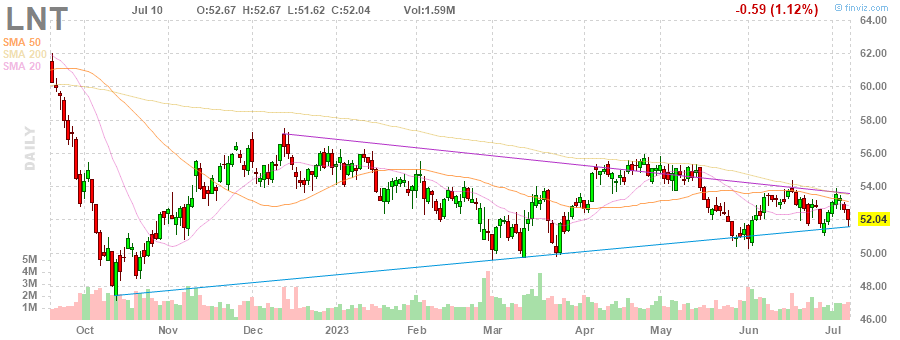 LNT Jul 10 O:52.67 H:52.67 L:51.62 C:52.04 Vol:1.59M -0.59 (1.12%) finviz.com
SMA 50
SMA 200
SMA 20
DAILY
64.00
62.00
60.00
58.00
56.00
54.00
52.04
50.00
48.00
46.00
5M
4M
3M
2M
1M
Oct Nov Dec 2023 Feb Mar Apr May Jun Jul